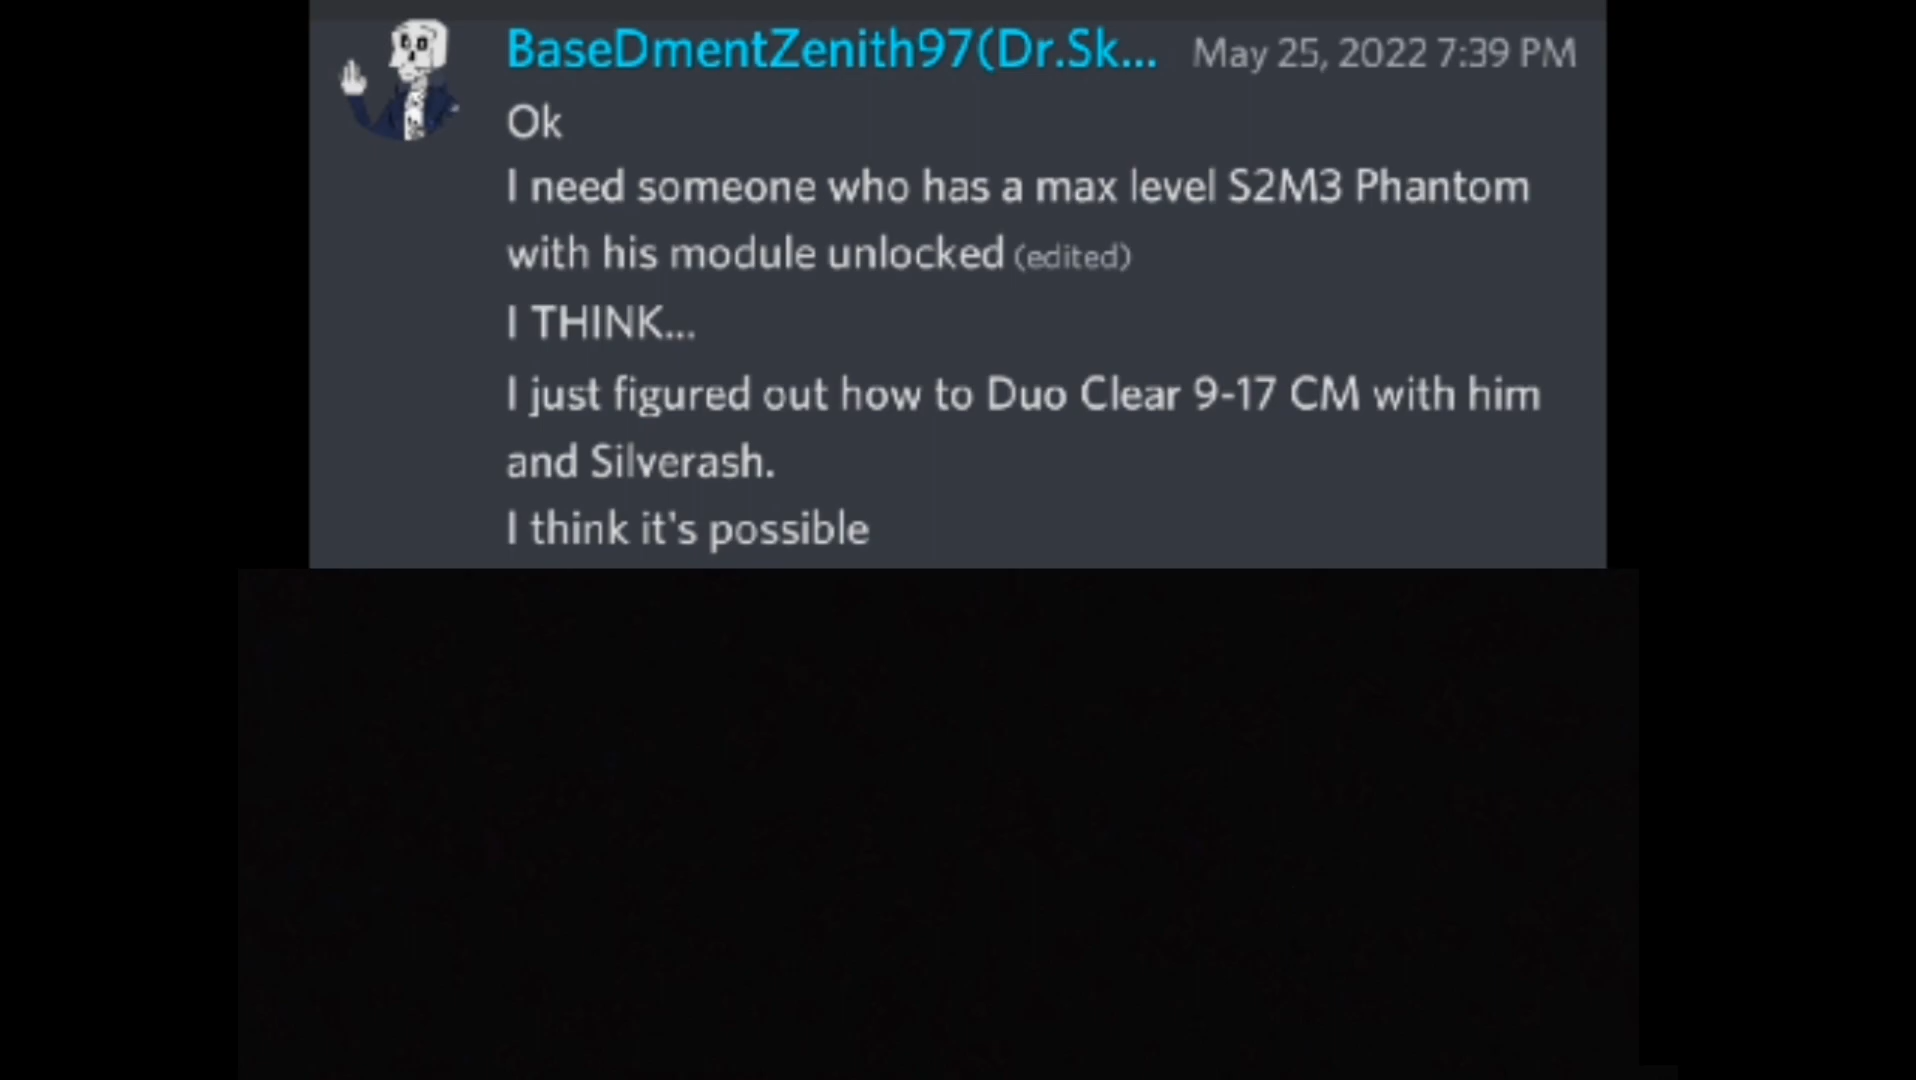 BaseDmentZenith97(Dr.Sk... May 25, 2022 7:39 PM
Ok
I need someone who has a max level S2M3 Phantom
with his module unlocked (edited)
I THINK...
I just figured out how to Duo Clear 9-17 CM with him
and Silverash.
I think it's possible